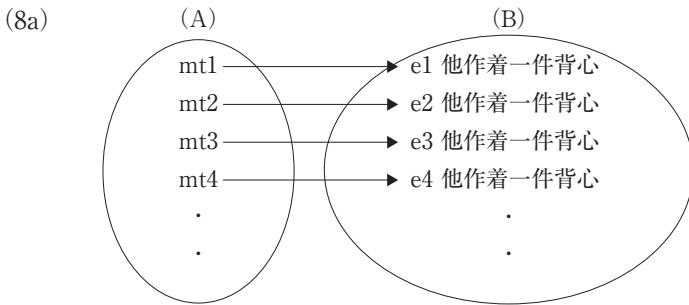 (8a) (A) (B)
mt1 e1 他作着一件背心
mt2 e2 他作着一件背心
mt3 e3 他作着一件背心
mt4 e4 他作着一件背心
· ·
· ·